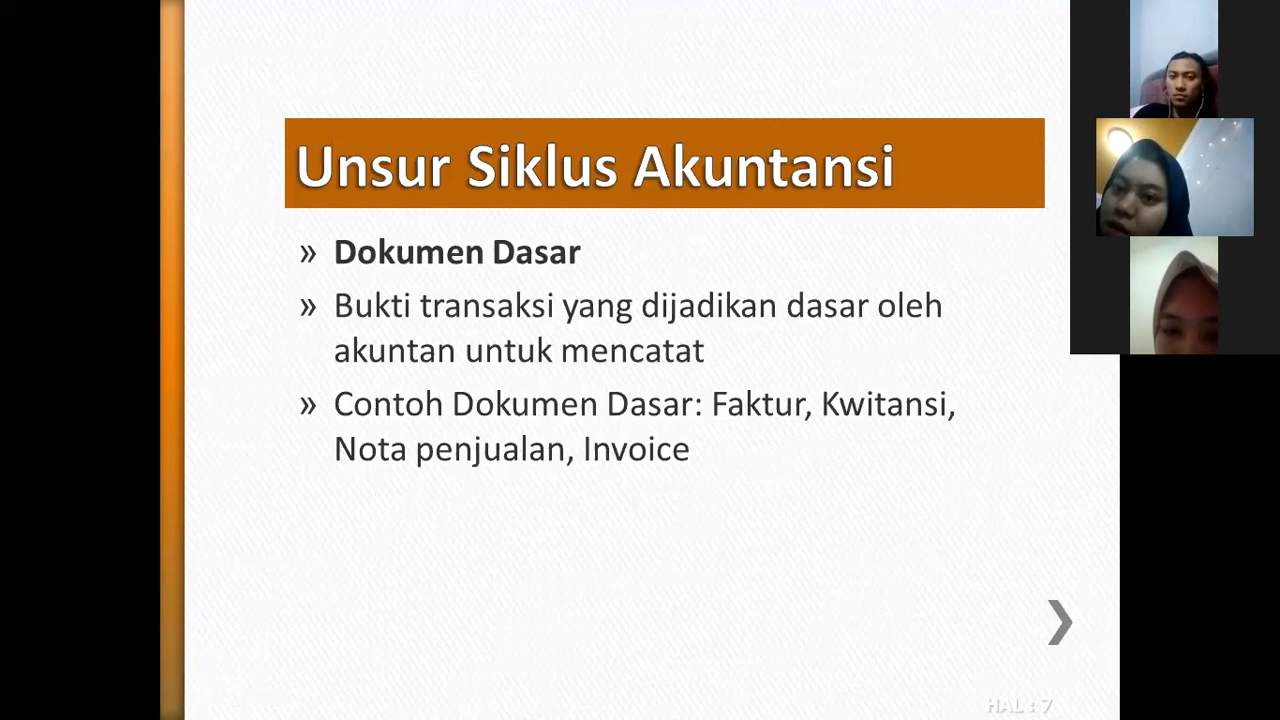 Unsur Siklus Akuntansi
» Dokumen Dasar
» Bukti transaksi yang dijadikan dasar oleh
akuntan untuk mencatat
» Contoh Dokumen Dasar: Faktur, Kwitansi,
Nota penjualan, Invoice
HAL : 7